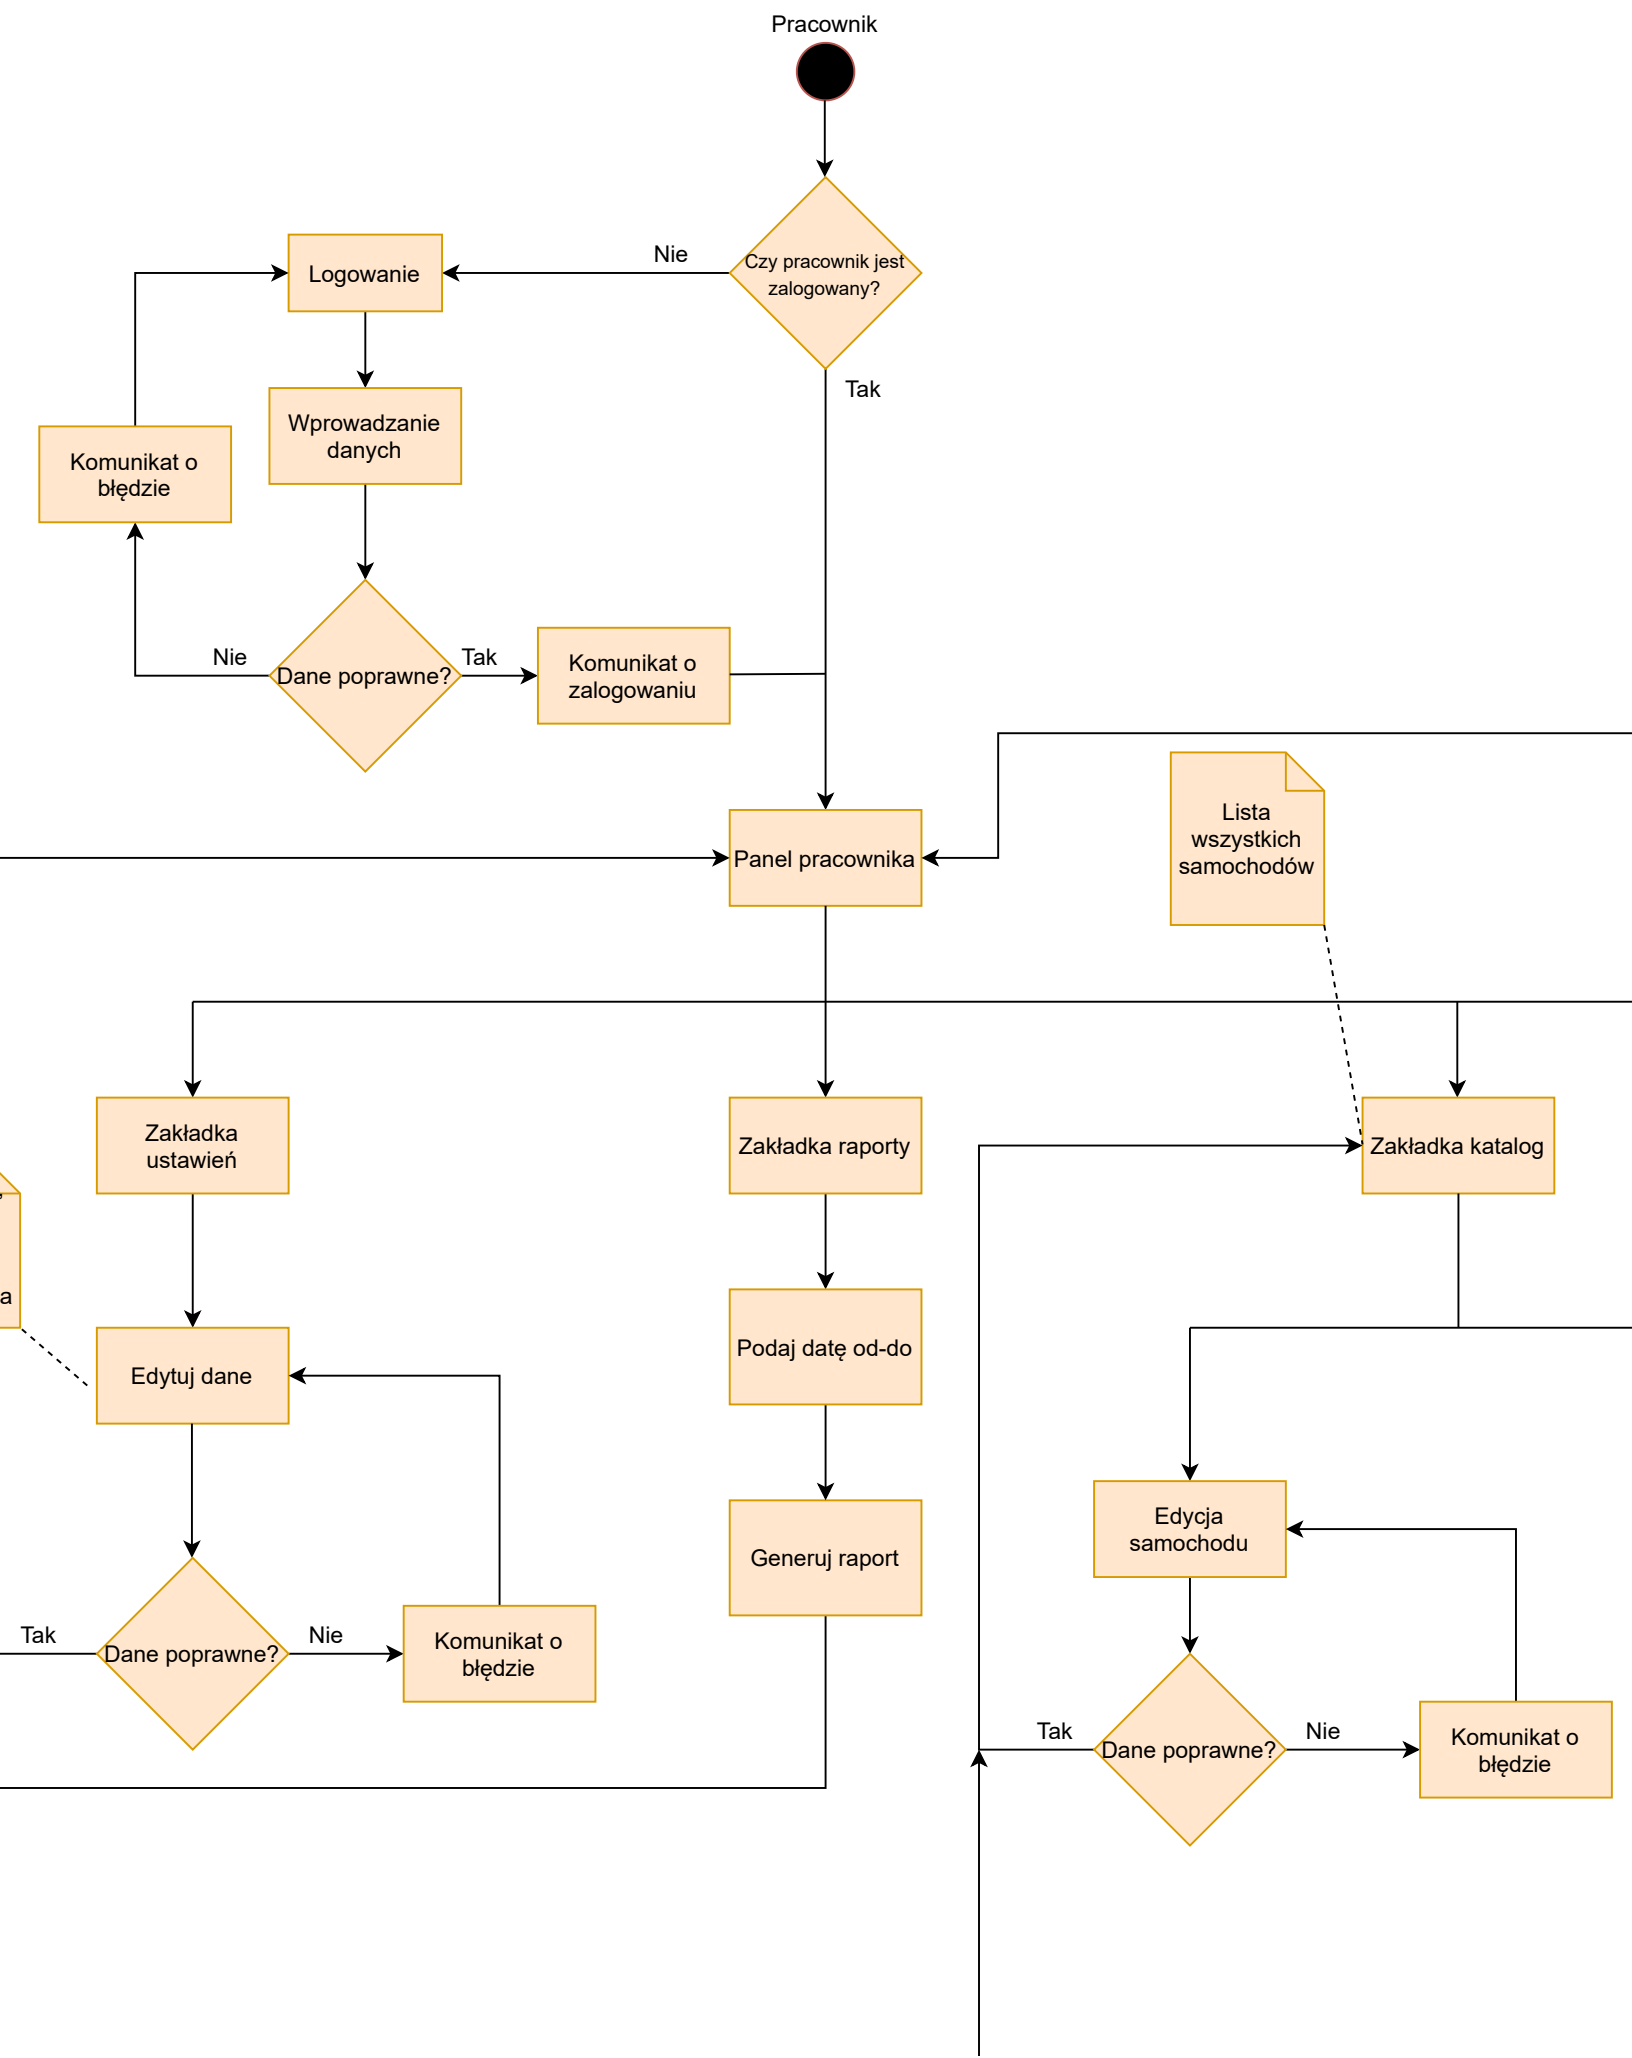 Pracownik
Czy pracownik jest
zalogowany?
Nie
Logowanie
Tak
Wprowadzanie
danych
Komunikat o
błędzie
Nie
Dane poprawne?
Tak
Komunikat o
zalogowaniu
Panel pracownika
Lista
wszystkich
samochodów
Zakładka
ustawień
Zakładka raporty
Zakładka katalog
a
Edytuj dane
Podaj datę od-do
Edycja
samochodu
Generuj raport
Tak
Dane poprawne?
Nie
Komunikat o
błędzie
Tak
Dane poprawne?
Nie
Komunikat o
błędzie